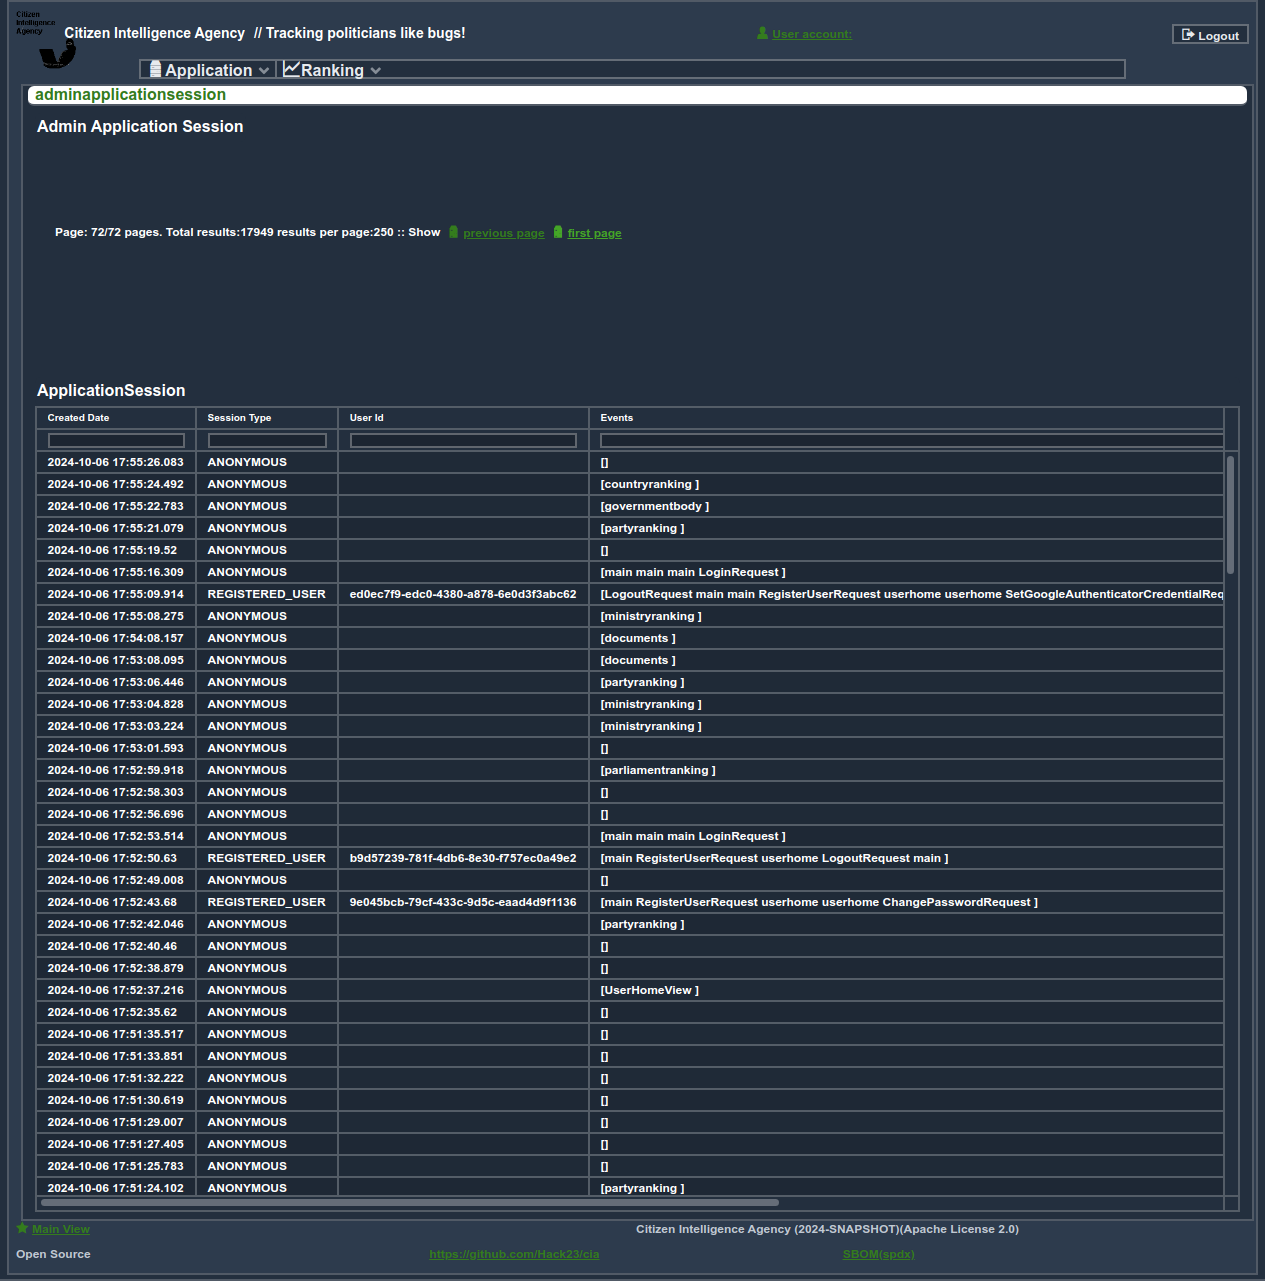 Citizen
Intelligence
Agency
Citizen Intelligence Agency // Tracking politicians like bugs!
User account:
Logout
Application
Ranking
adminapplicationsession
Admin Application Session
Page: 72/72 pages. Total results:17949 results per page:250 :: Show previous page first page
ApplicationSession
Created Date Session Type User Id Events
2024-10-06 17:55:26.083 ANONYMOUS []
2024-10-06 17:55:24.492 ANONYMOUS [countryranking ]
2024-10-06 17:55:22.783 ANONYMOUS [governmentbody ]
2024-10-06 17:55:21.079 ANONYMOUS [partyranking ]
2024-10-06 17:55:19.52 ANONYMOUS []
2024-10-06 17:55:16.309 ANONYMOUS [main main main LoginRequest ]
2024-10-06 17:55:09.914 REGISTERED_USER ed0ec7f9-edc0-4380-a878-6e0d3f3abc62 [LogoutRequest main main RegisterUserRequest userhome userhome SetGoogleAuthenticatorCredentialReq
2024-10-06 17:55:08.275 ANONYMOUS [ministryranking ]
2024-10-06 17:54:08.157 ANONYMOUS [documents ]
2024-10-06 17:53:08.095 ANONYMOUS [documents ]
2024-10-06 17:53:06.446 ANONYMOUS [partyranking ]
2024-10-06 17:53:04.828 ANONYMOUS [ministryranking ]
2024-10-06 17:53:03.224 ANONYMOUS [ministryranking ]
2024-10-06 17:53:01.593 ANONYMOUS []
2024-10-06 17:52:59.918 ANONYMOUS [parliamentranking ]
2024-10-06 17:52:58.303 ANONYMOUS []
2024-10-06 17:52:56.696 ANONYMOUS []
2024-10-06 17:52:53.514 ANONYMOUS [main main main LoginRequest ]
2024-10-06 17:52:50.63 REGISTERED_USER b9d57239-781f-4db6-8e30-f757ec0a49e2 [main RegisterUserRequest userhome LogoutRequest main ]
2024-10-06 17:52:49.008 ANONYMOUS []
2024-10-06 17:52:43.68 REGISTERED_USER 9e045bcb-79cf-433c-9d5c-eaad4d9f1136 [main RegisterUserRequest userhome userhome ChangePasswordRequest ]
2024-10-06 17:52:42.046 ANONYMOUS [partyranking ]
2024-10-06 17:52:40.46 ANONYMOUS []
2024-10-06 17:52:38.879 ANONYMOUS []
2024-10-06 17:52:37.216 ANONYMOUS [UserHomeView ]
2024-10-06 17:52:35.62 ANONYMOUS []
2024-10-06 17:51:35.517 ANONYMOUS []
2024-10-06 17:51:33.851 ANONYMOUS []
2024-10-06 17:51:32.222 ANONYMOUS []
2024-10-06 17:51:30.619 ANONYMOUS []
2024-10-06 17:51:29.007 ANONYMOUS []
2024-10-06 17:51:27.405 ANONYMOUS []
2024-10-06 17:51:25.783 ANONYMOUS []
2024-10-06 17:51:24.102 ANONYMOUS [partyranking ]
Main View
Citizen Intelligence Agency (2024-SNAPSHOT)(Apache License 2.0)
Open Source
https://github.com/Hack23/cia
SBOM(spdx)